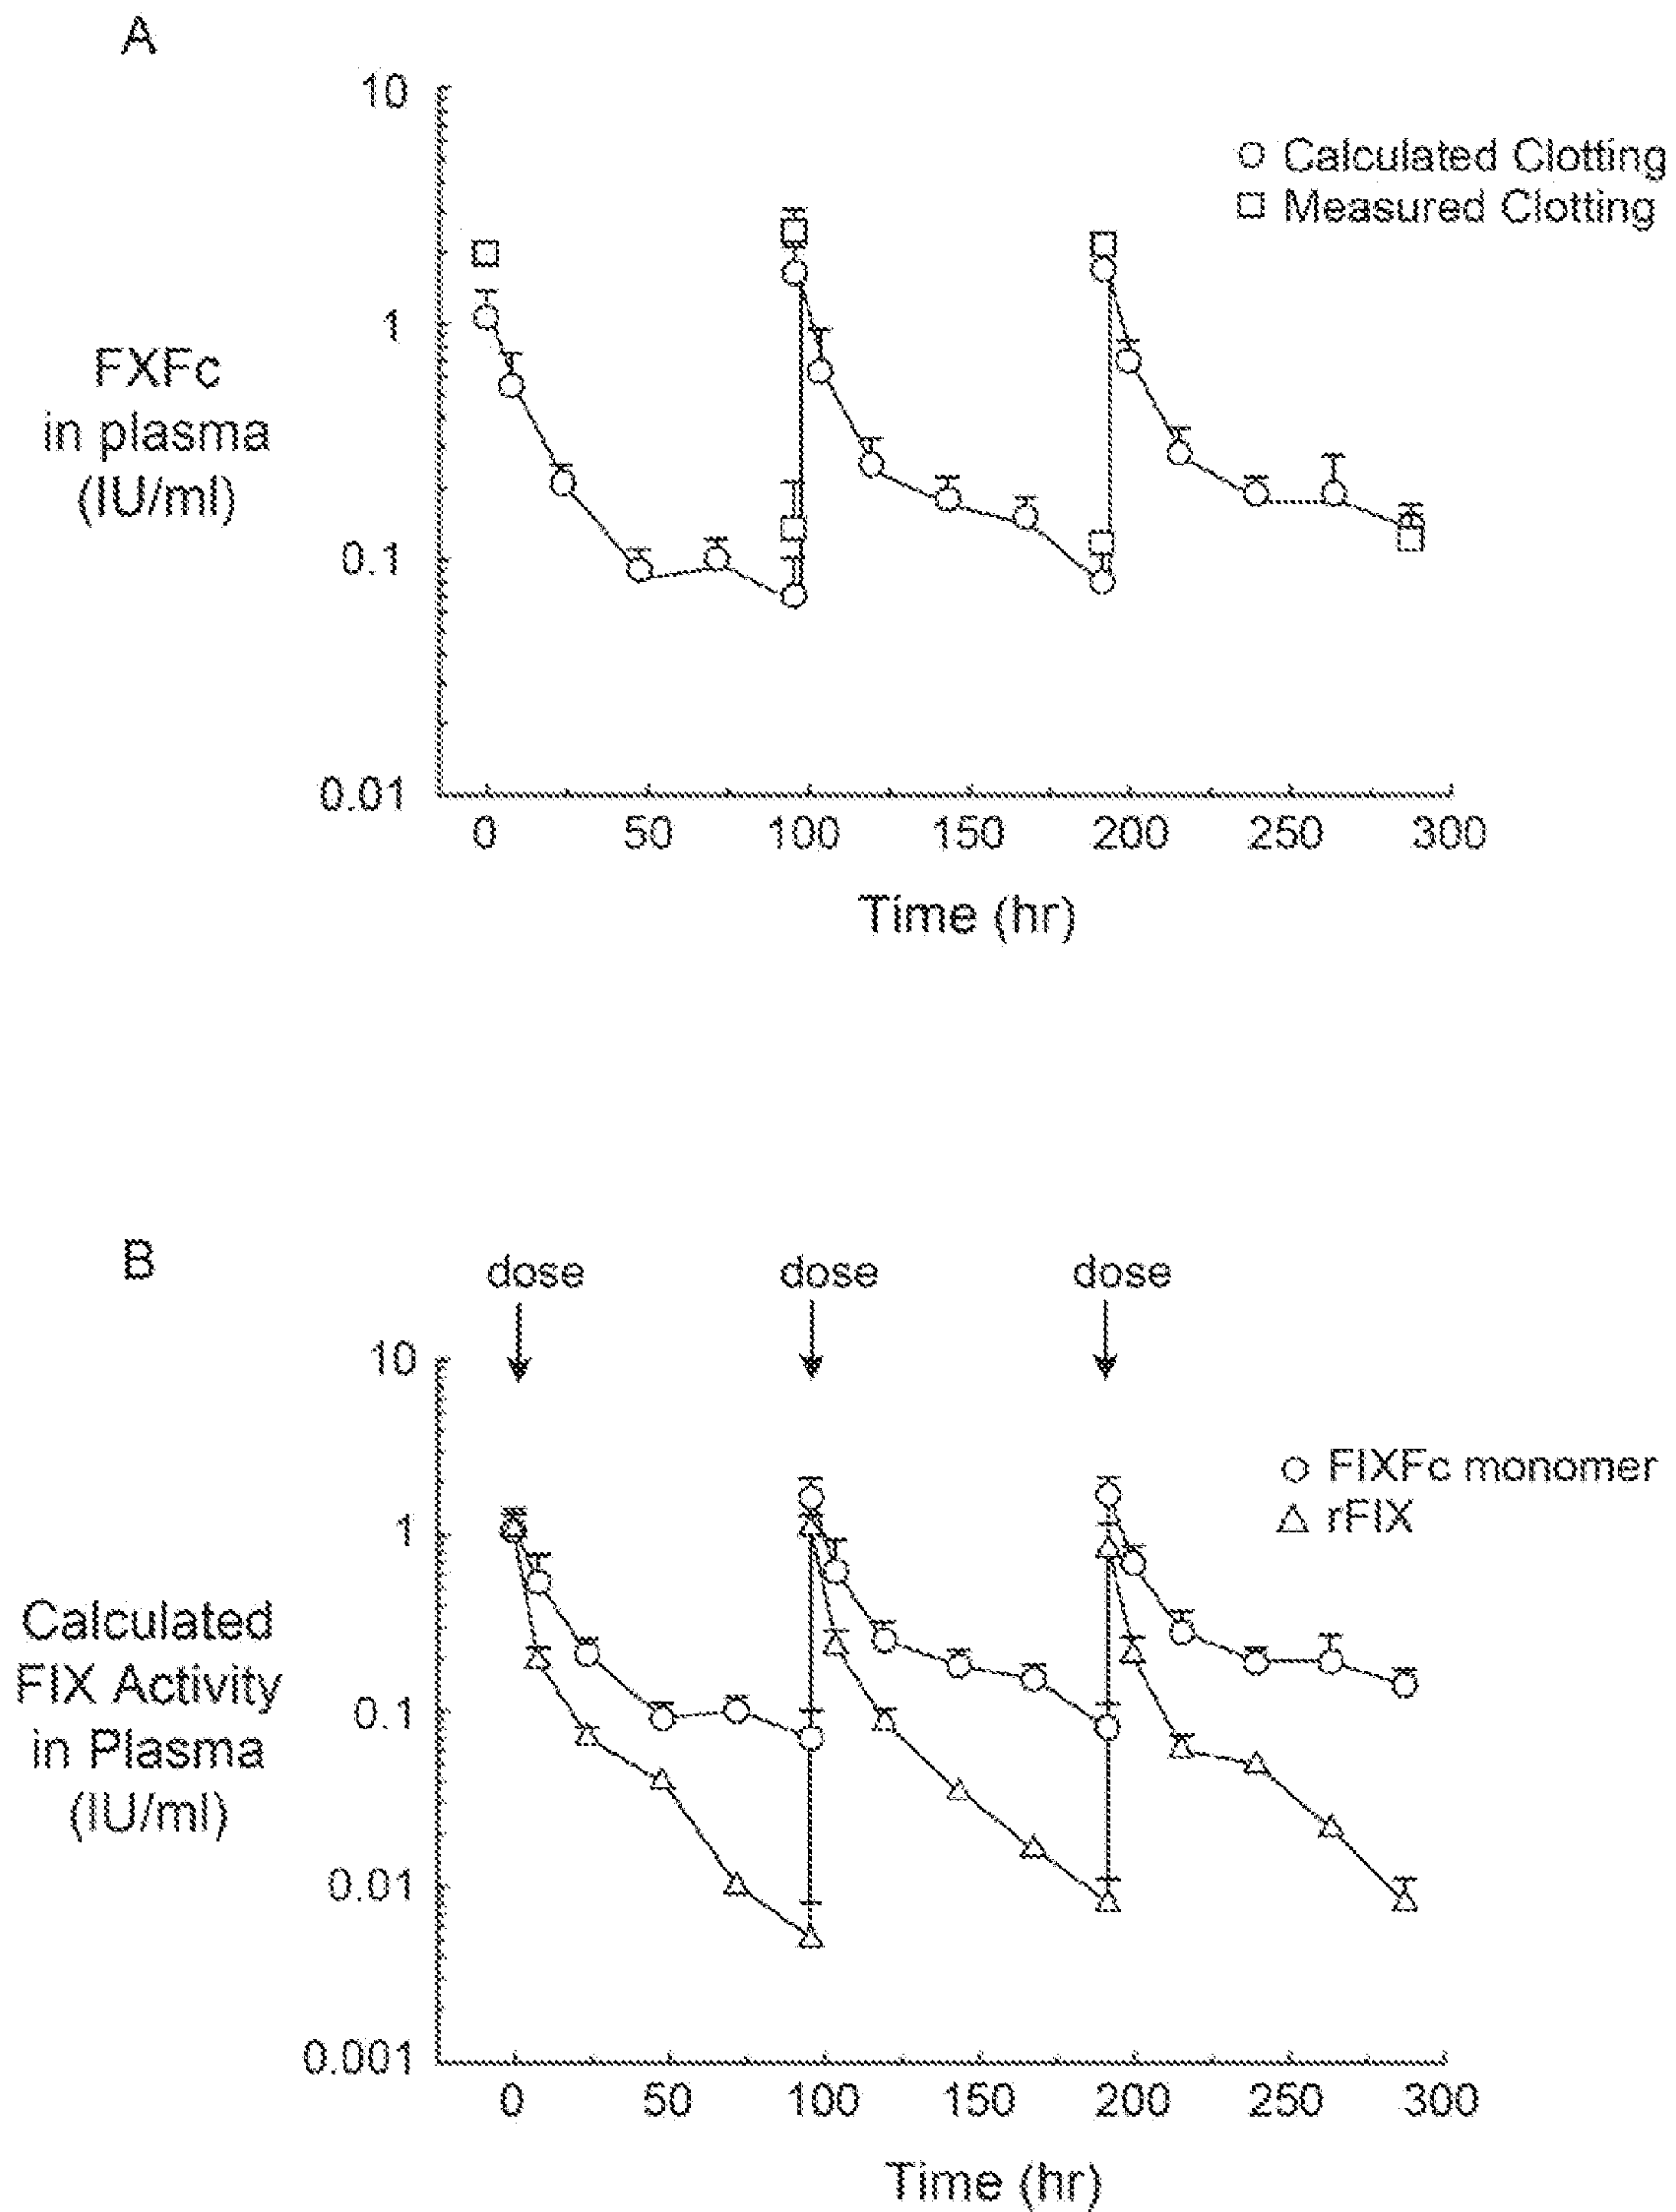 A
10
1
0.1
0.01
FXFc
in plasma
(IU/ml)
Calculated Clotting
Measured Clotting
0 50 100 150 200 250 300
Time (hr)
B
dose dose dose
10
1
0.1
0.01
0.001
Calculated
FIX Activity
in Plasma
(IU/ml)
FIXFc monomer
rFIX
0 50 100 150 200 250 300
Time (hr)